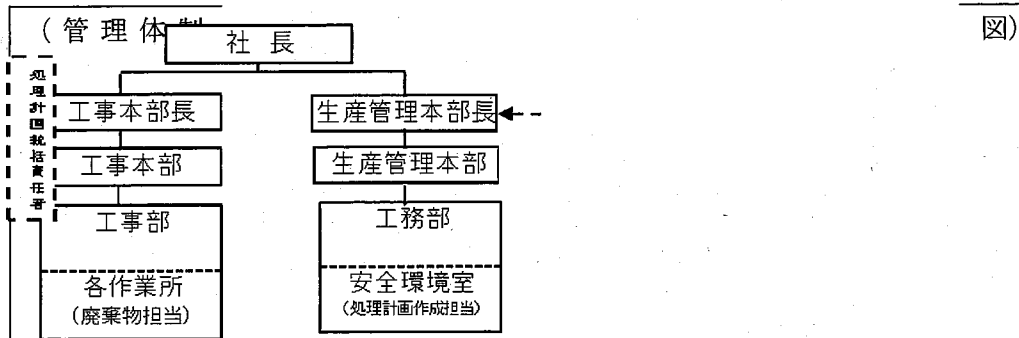 (管理体制
図)
社長
処理計画統括責任者
工事本部長
生産管理本部長
工事本部
生産管理本部
工事部
工務部
各作業所
(廃棄物担当)
安全環境室
(処理計画作成担当)